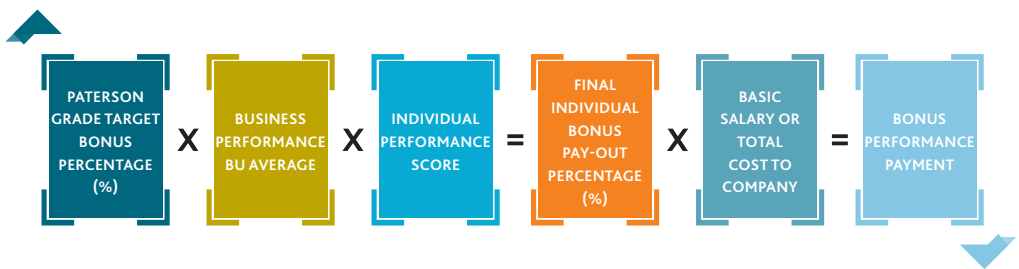 PATERSON
GRADE TARGET
BONUS
PERCENTAGE
(%)
X
BUSINESS
PERFORMANCE
BU AVERAGE
X
INDIVIDUAL
PERFORMANCE
SCORE
=
FINAL
INDIVIDUAL
BONUS
PAY-OUT
PERCENTAGE
(%)
X
BASIC
SALARY OR
TOTAL
COST TO
COMPANY
=
BONUS
PERFORMANCE
PAYMENT